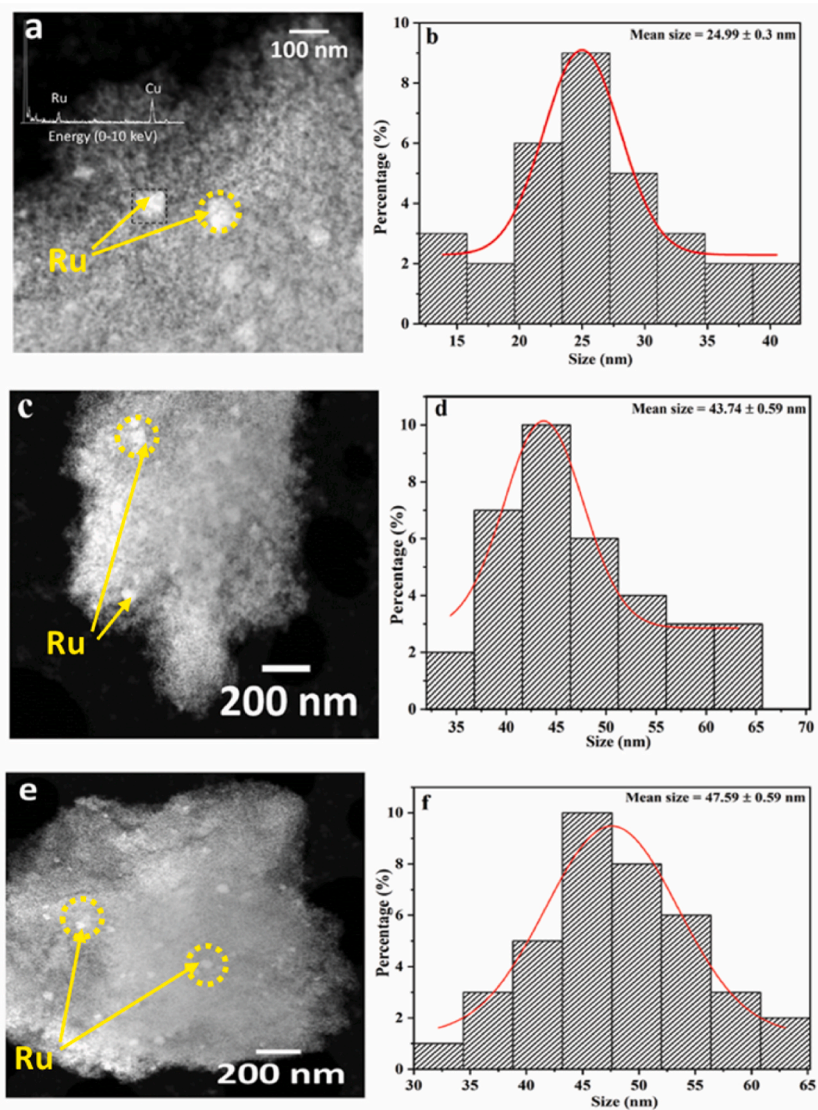 a
100 nm
Ru
Cu
Energy (0-10 keV)
Ru
b
Mean size = 24.99 ± 0.3 nm
Percentage (%)
10
8
6
4
2
0
15 20 25 30 35 40
Size (nm)
c
Ru
200 nm
d
Mean size = 43.74 ± 0.59 nm
Percentage (%)
10
8
6
4
2
0
35 40 45 50 55 60 65 70
Size (nm)
e
Ru
200 nm
f
Mean size = 47.59 ± 0.59 nm
Percentage (%)
10
8
6
4
2
0
30 35 40 45 50 55 60 65
Size (nm)